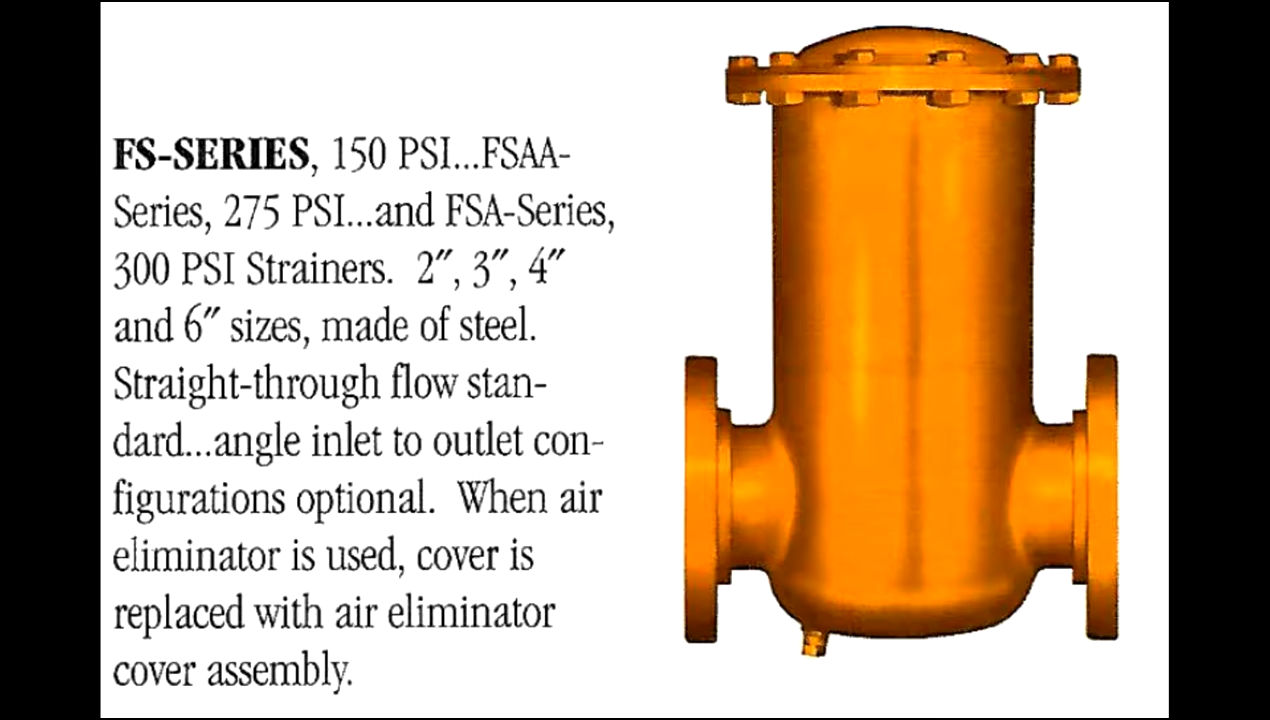 FS-SERIES, 150 PSI...FSAA-
Series, 275 PSI...and FSA-Series,
300 PSI Strainers. 2″, 3″, 4″
and 6″ sizes, made of steel.
Straight-through flow stan-
dard...angle inlet to outlet con-
figurations optional. When air
eliminator is used, cover is
replaced with air eliminator
cover assembly.